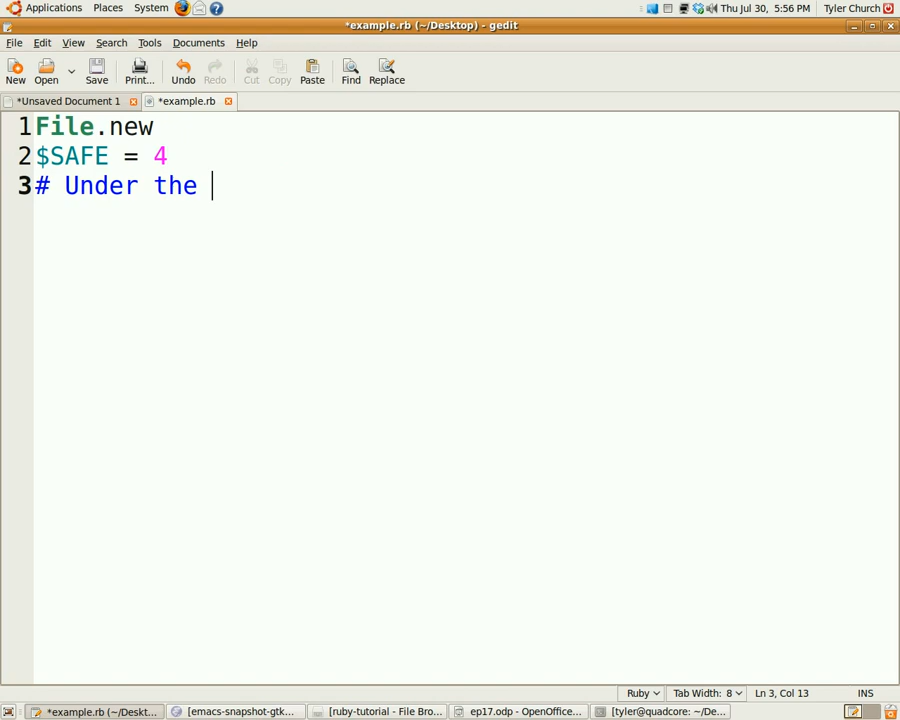 Applications Places System Thu Jul 30, 5:56 PM Tyler Church
*example.rb (~/Desktop) - gedit
File Edit View Search Tools Documents Help
New Open Save Print... Undo Redo Cut Copy Paste Find Replace
*Unsaved Document 1 *example.rb
1 File.new
2 $SAFE = 4
3 # Under the
Ruby Tab Width: 8 Ln 3, Col 13 INS
*example.rb (~/Deskt... [emacs-snapshot-gtk... [ruby-tutorial - File Bro... ep17.odp - OpenOffice... [tyler@quadcore: ~/De...